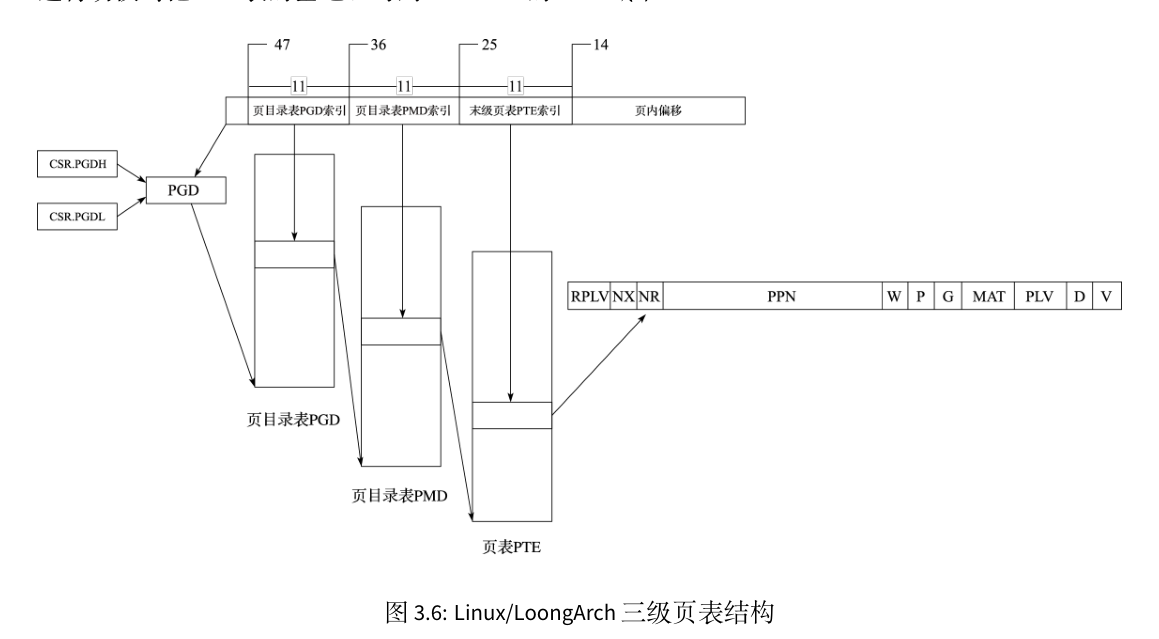 47
36
25
14
11
11
11
页目录表PGD索引
页目录表PMD索引
末级页表PTE索引
页内偏移
CSR.PGDH
PGD
CSR.PGDL
RPLV NX NR PPN W P G MAT PLV D V
页目录表PGD
页目录表PMD
页表PTE
图 3.6: Linux/LoongArch 三级页表结构